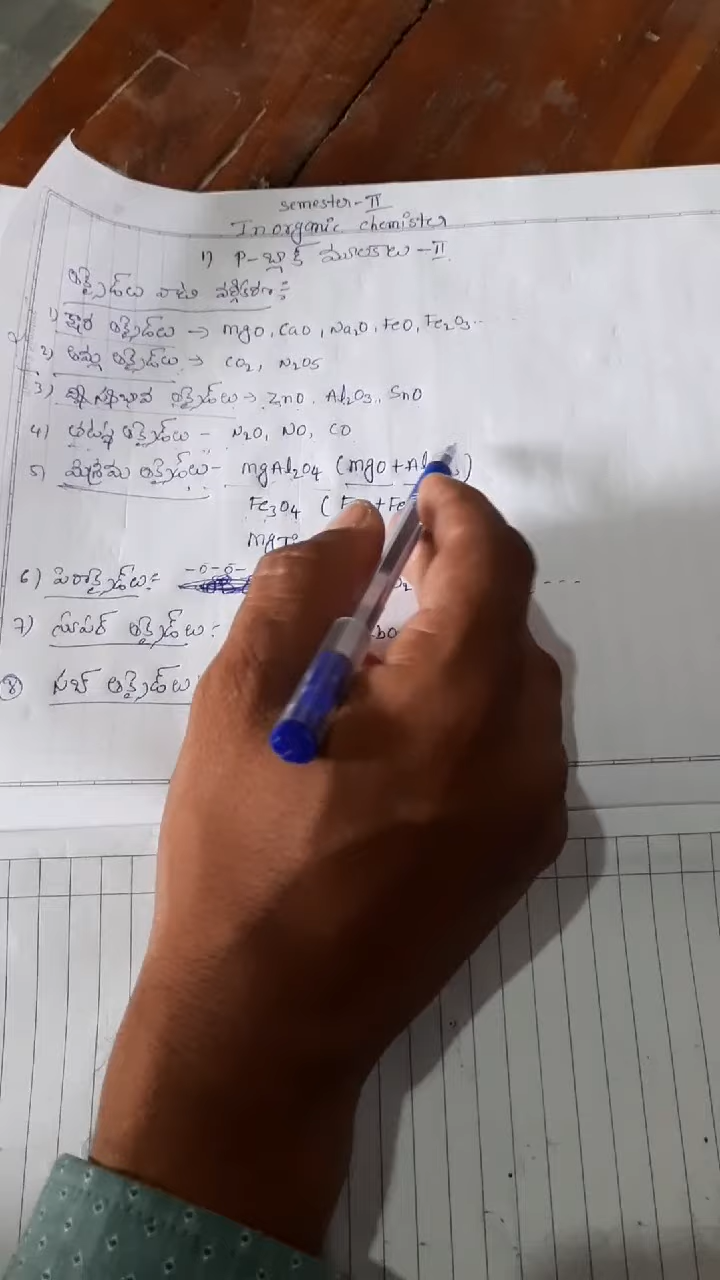 semester-II
Inorganic chemister
1) P-బ్లాక్ మూలకాలు -II
ఆక్సైడ్‌లు వాటి వర్గీకరణ:-
1) క్షార ఆక్సైడ్‌లు → MgO, CaO, Na2O, FeO, Fe2O3...
2) ఆమ్ల ఆక్సైడ్‌లు → CO2, N2O5
3) ద్విస్వభావ ఆక్సైడ్‌లు → ZnO. Al2O3., SnO
4) తటస్థ ఆక్సైడ్‌లు - N2O, NO, CO
5) మిశ్రమ ఆక్సైడ్‌లు- MgAl2O4 (MgO+Al
Fe3O4
6) పెరాక్సైడ్‌లు:- -O-O- ---
7) సూపర్ ఆక్సైడ్‌లు:
8 సబ్ ఆక్సైడ్‌లు